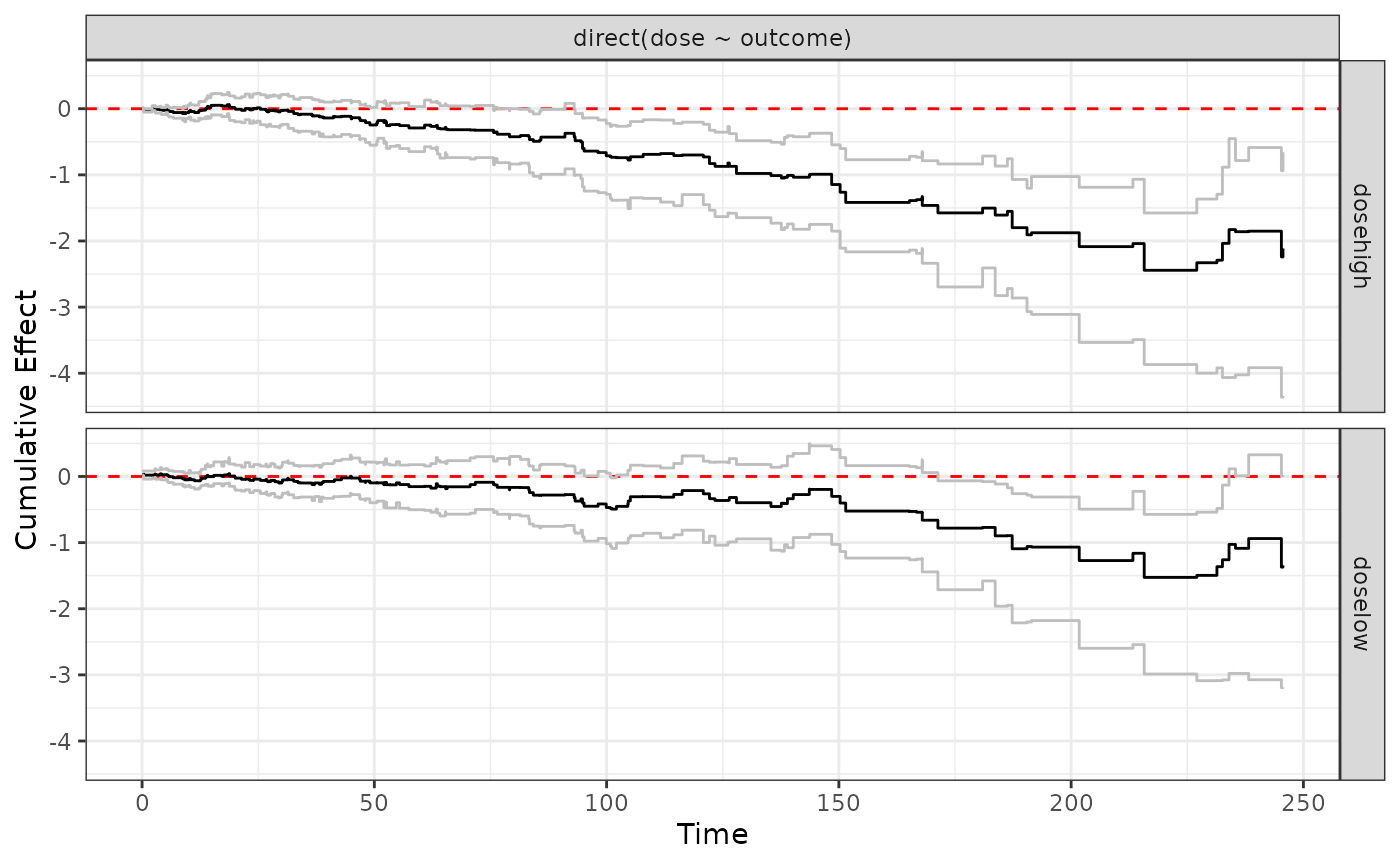 direct(dose ~ outcome)
Cumulative Effect
0
-1
-2
-3
-4
dosehigh
0
-1
-2
-3
-4
doselow
0 50 100 150 200 250
Time